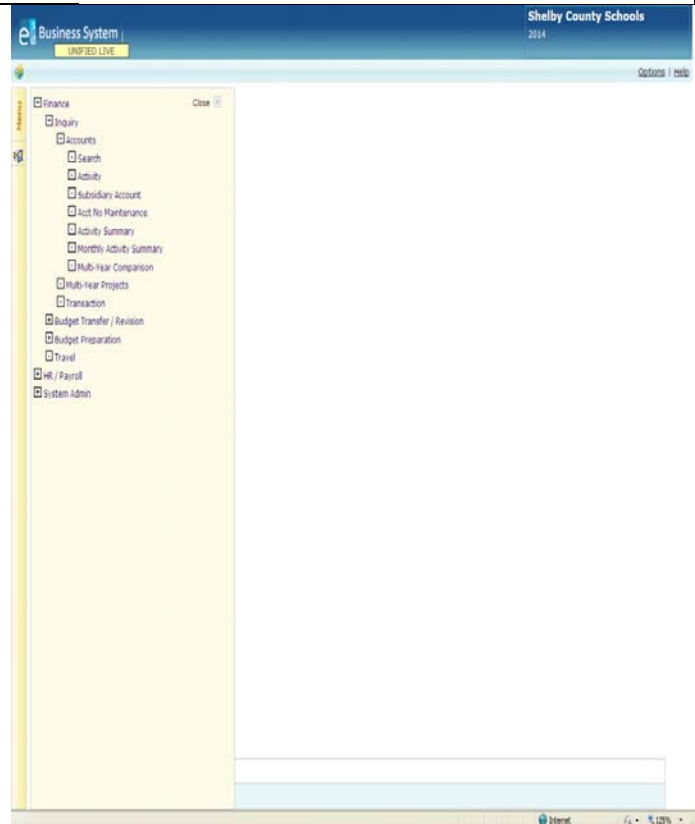 Shelby County Schools
e Business System
2014
UNIFIED LIVE
Options | Help
Menu
Finance Close
Inquiry
Accounts
Search
Activity
Subsidiary Account
Acct No Maintenance
Activity Summary
Monthly Activity Summary
Multi-Year Comparison
Multi-Year Projects
Transaction
Budget Transfer / Revision
Budget Preparation
Travel
HR / Payroll
System Admin
Internet 125%